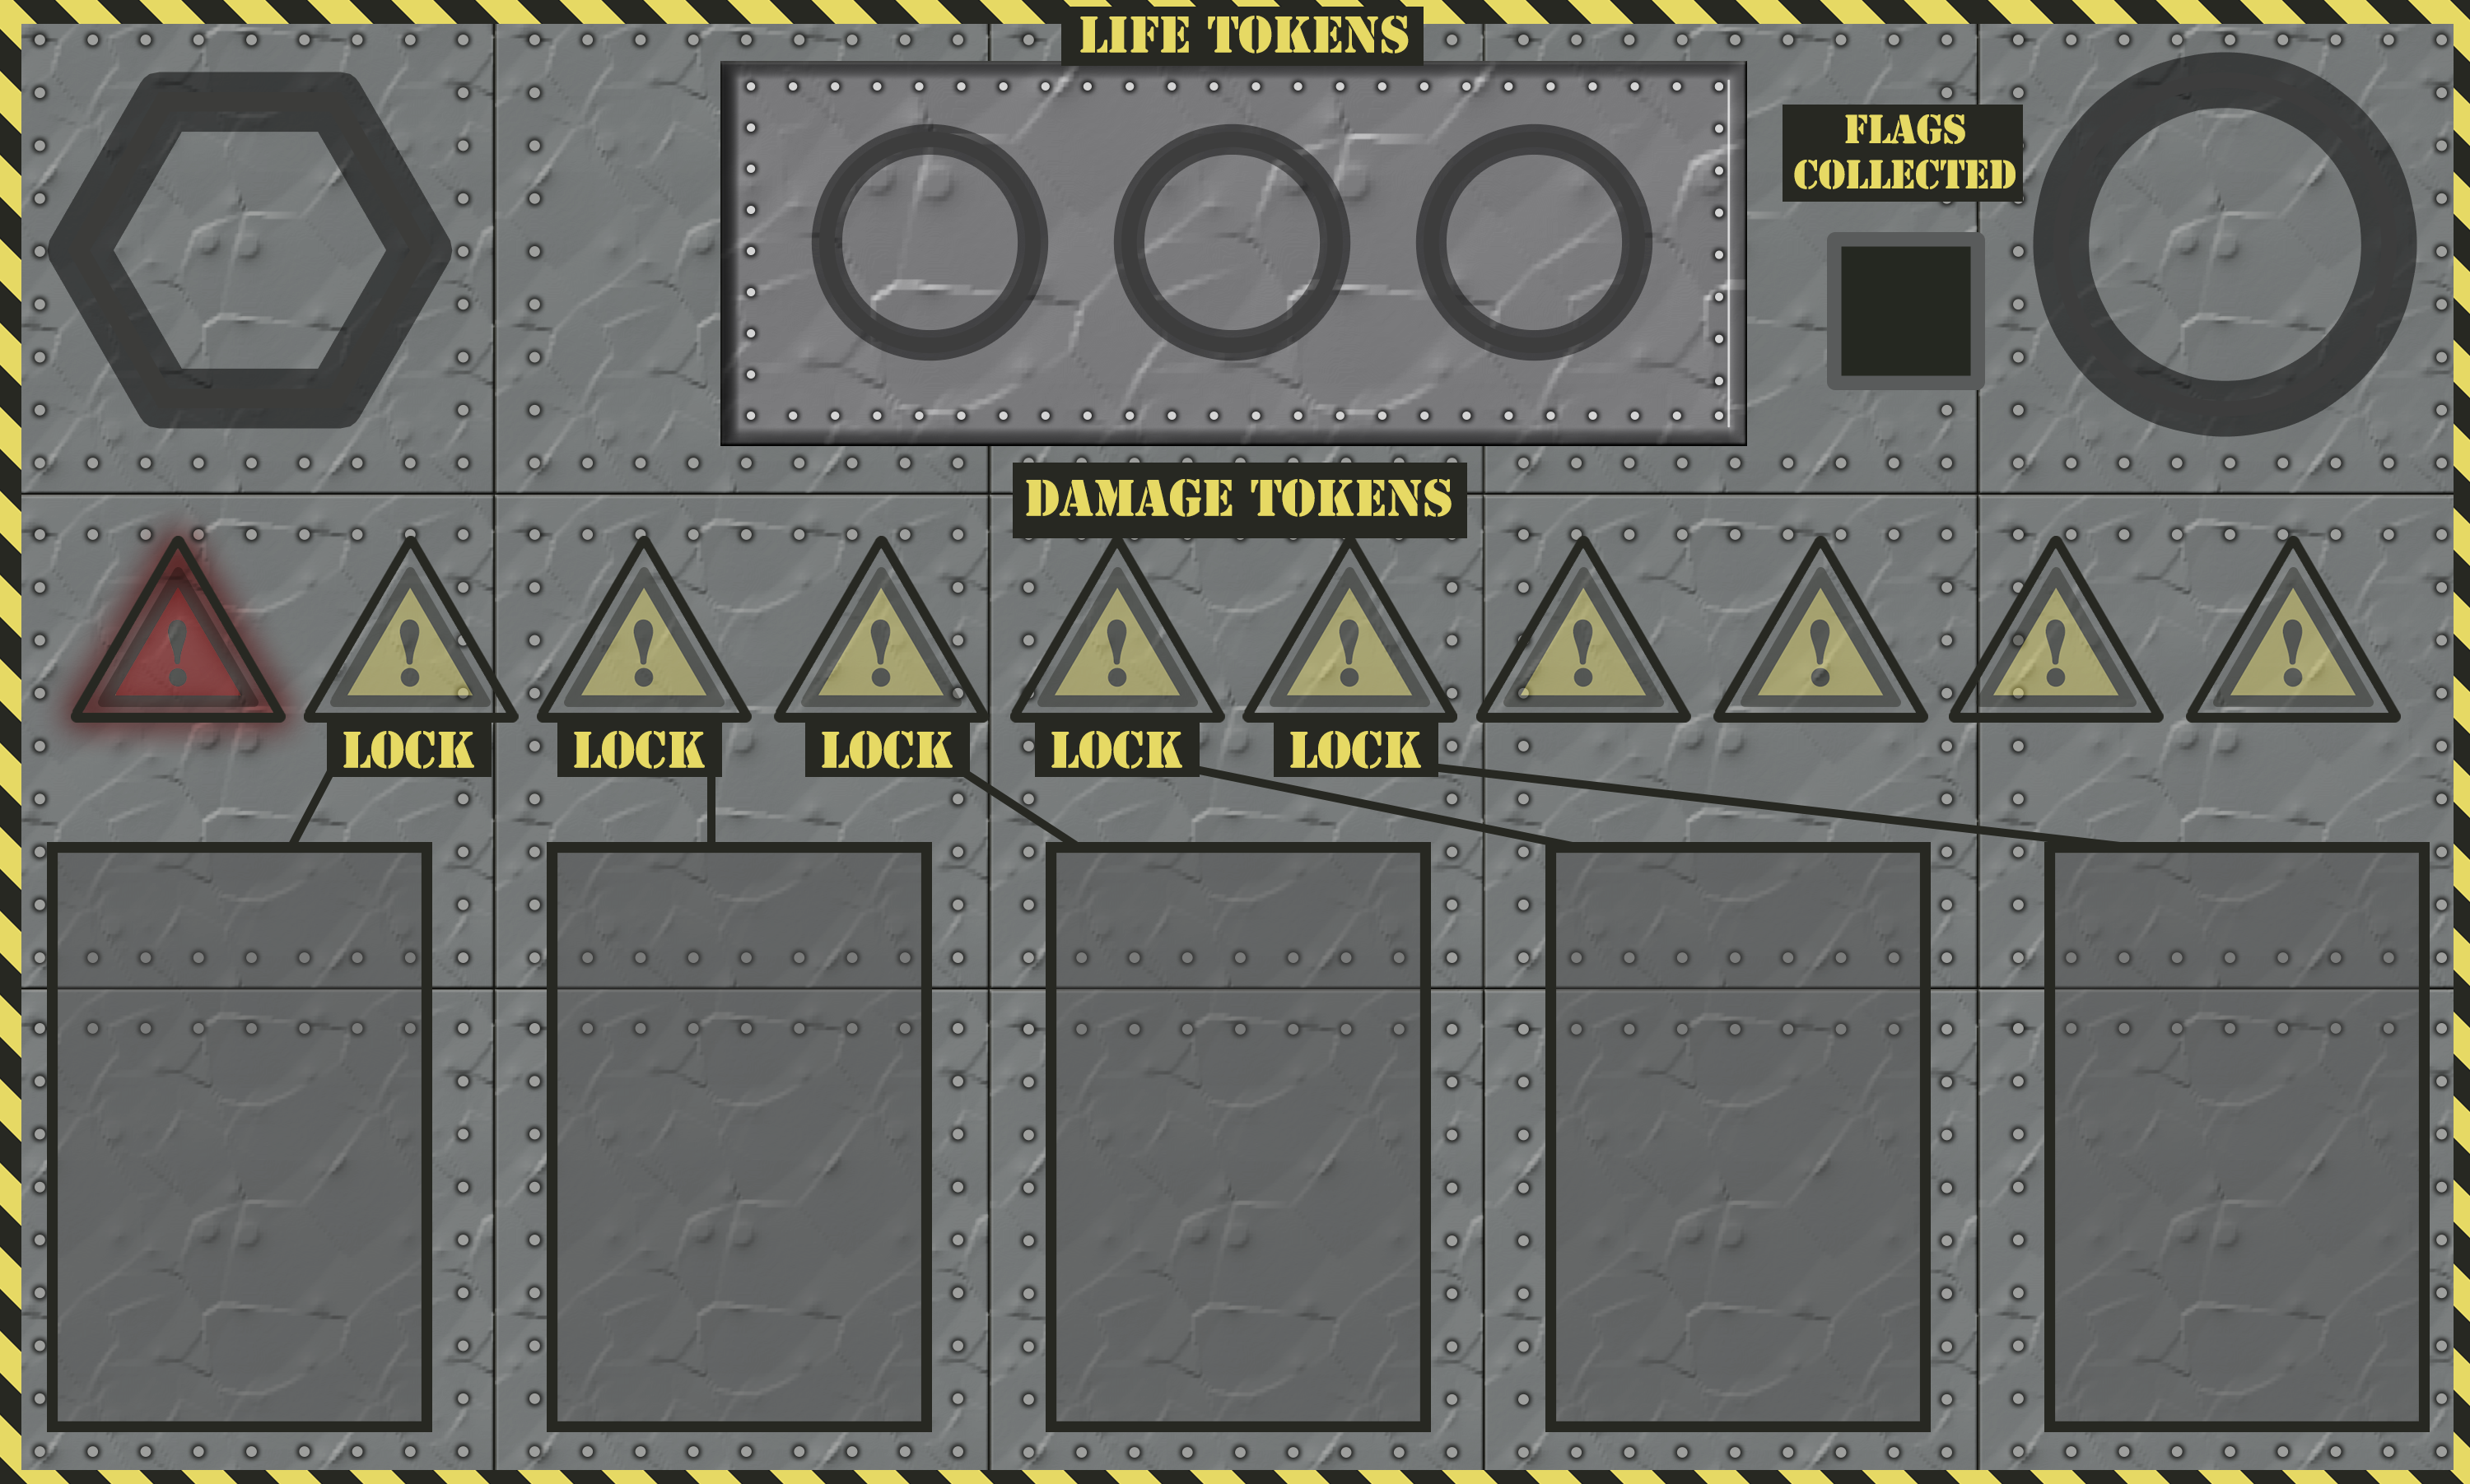 LIFE TOKENS
FLAGS
COLLECTED
DAMAGE TOKENS
! ! ! ! ! ! ! ! ! !
LOCK LOCK LOCK LOCK LOCK